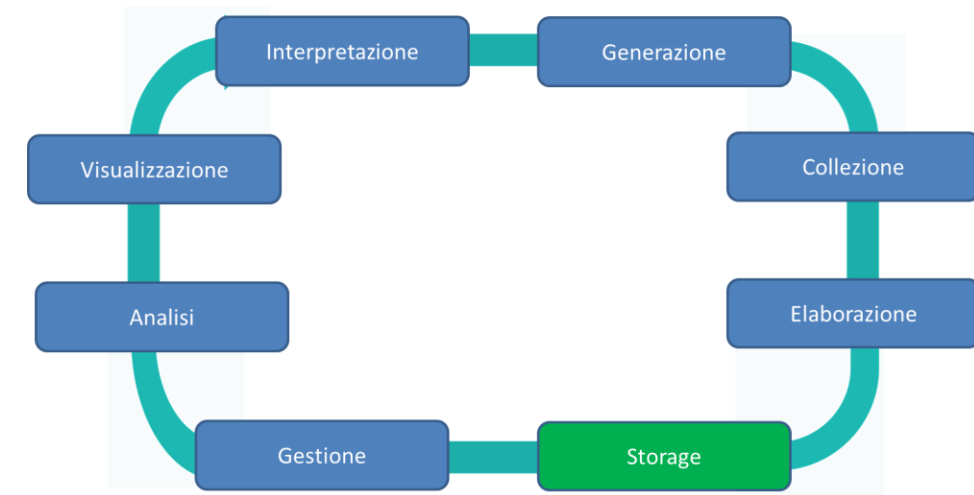 Interpretazione
Generazione
Visualizzazione
Collezione
Analisi
Elaborazione
Gestione
Storage